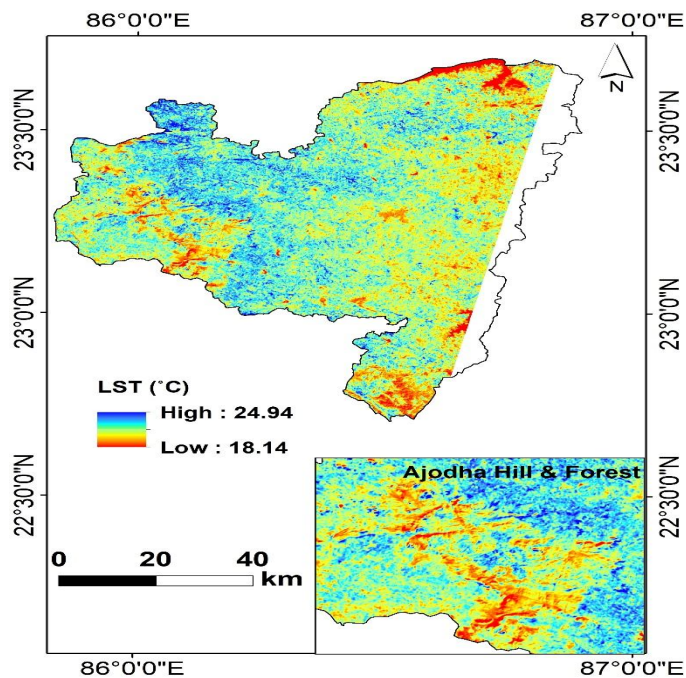 86°0'0"E
87°0'0"E
N
23°30'0"N
23°30'0"N
23°0'0"N
23°0'0"N
LST (°C)
High : 24.94
Low : 18.14
Ajodha Hill & Forest
22°30'0"N
22°30'0"N
0 20 40
km
86°0'0"E
87°0'0"E